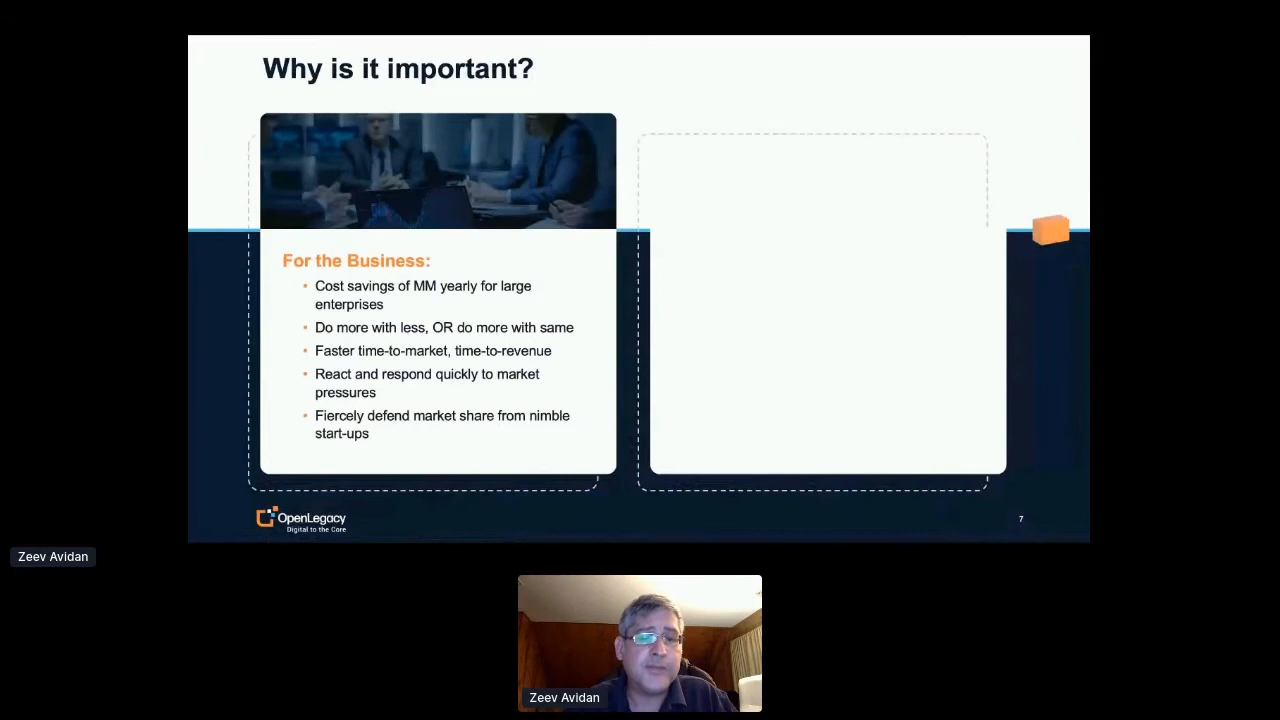 Why is it important?
For the Business:
• Cost savings of MM yearly for large
enterprises
• Do more with less, OR do more with same
• Faster time-to-market, time-to-revenue
• React and respond quickly to market
pressures
• Fiercely defend market share from nimble
start-ups
OpenLegacy
Digital to the Core
7
Zeev Avidan
Zeev Avidan